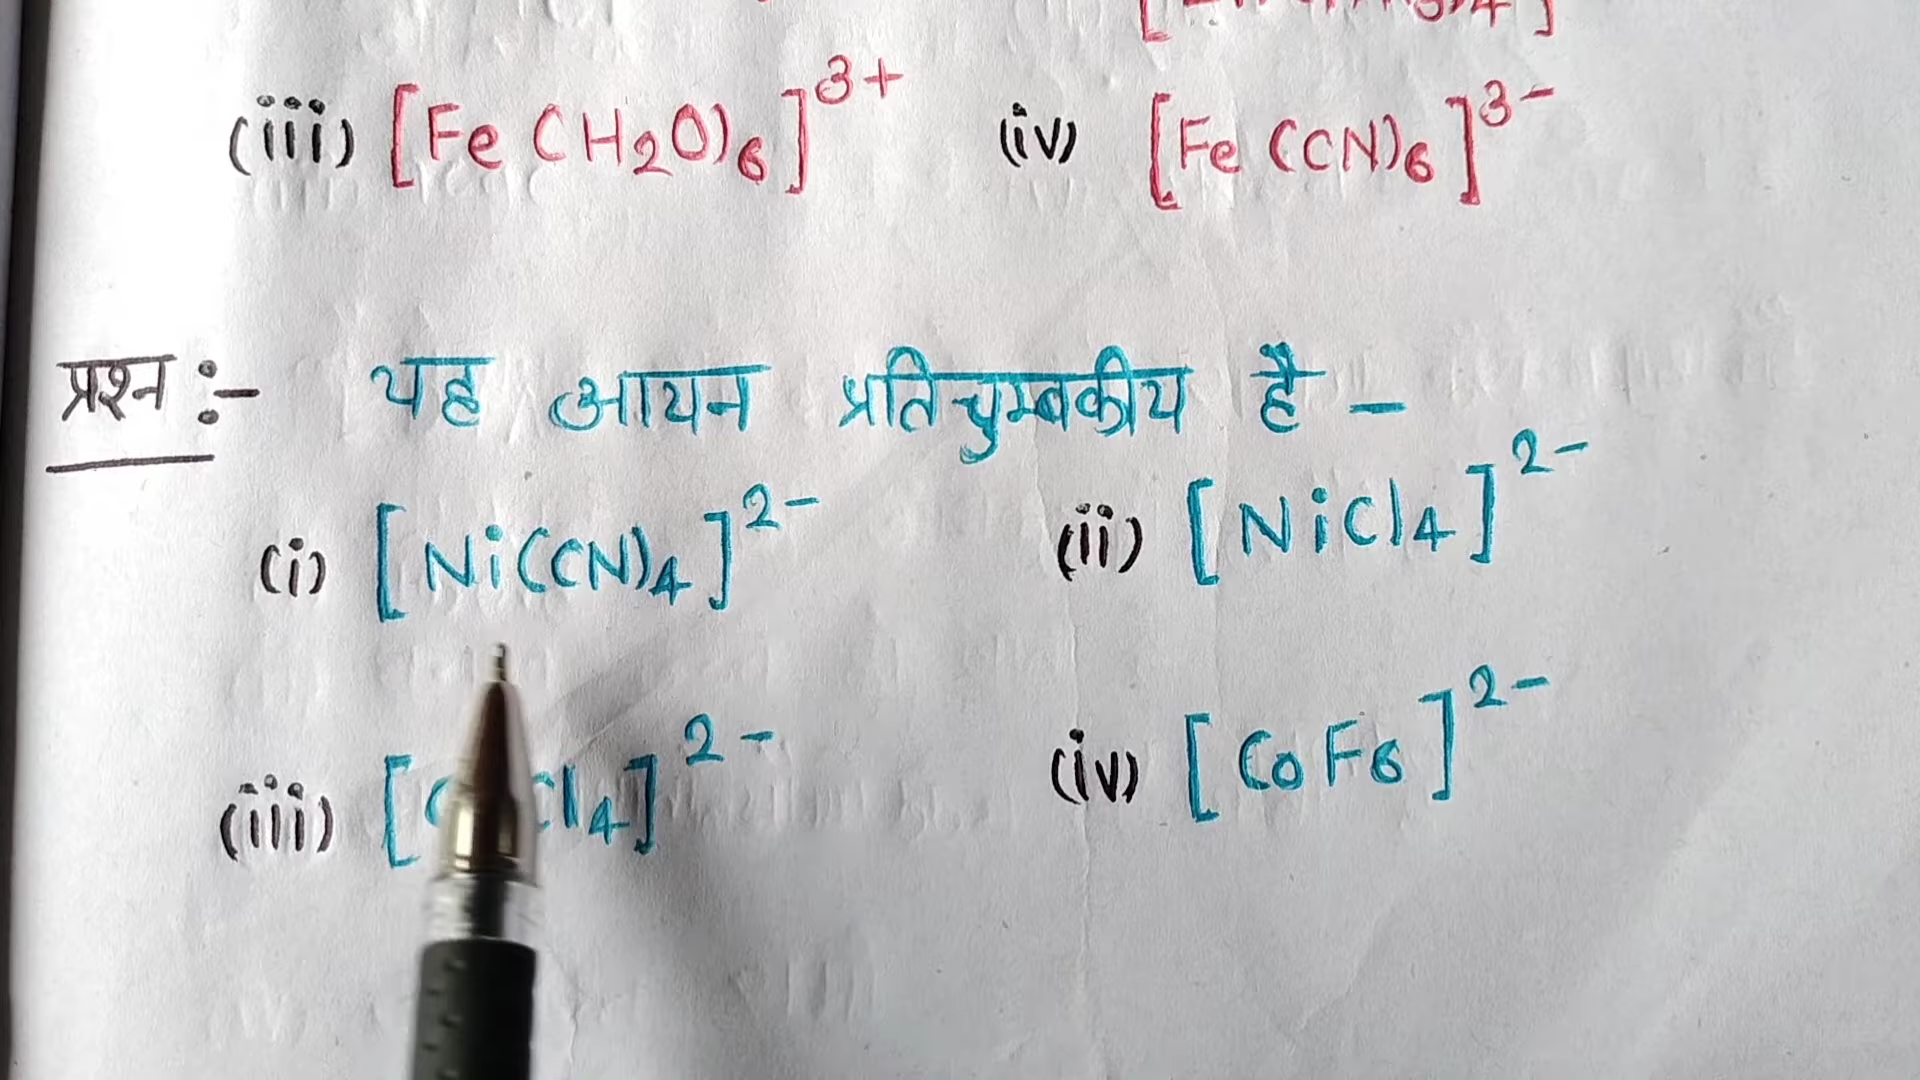 (iii) [Fe(H2O)6]3+ (iv) [Fe(CN)6]3-
प्रश्न :- यह आयन प्रतिचुम्बकीय है -
(i) [Ni(CN)4]2- (ii) [NiCl4]2-
(iii) [ Cl4]2- (iv) [CoF6]2-